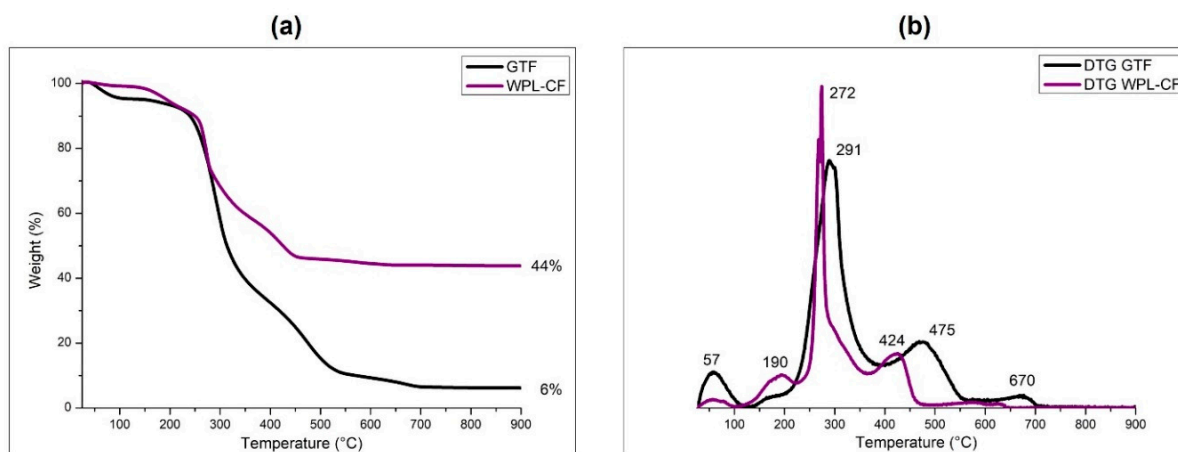 (a)
GTF
WPL-CF
100
80
60
40
20
0
Weight (%)
44%
6%
100 200 300 400 500 600 700 800 900
Temperature (°C)
(b)
DTG GTF
DTG WPL-CF
272
291
57
190
424
475
670
100 200 300 400 500 600 700 800 900
Temperature (°C)